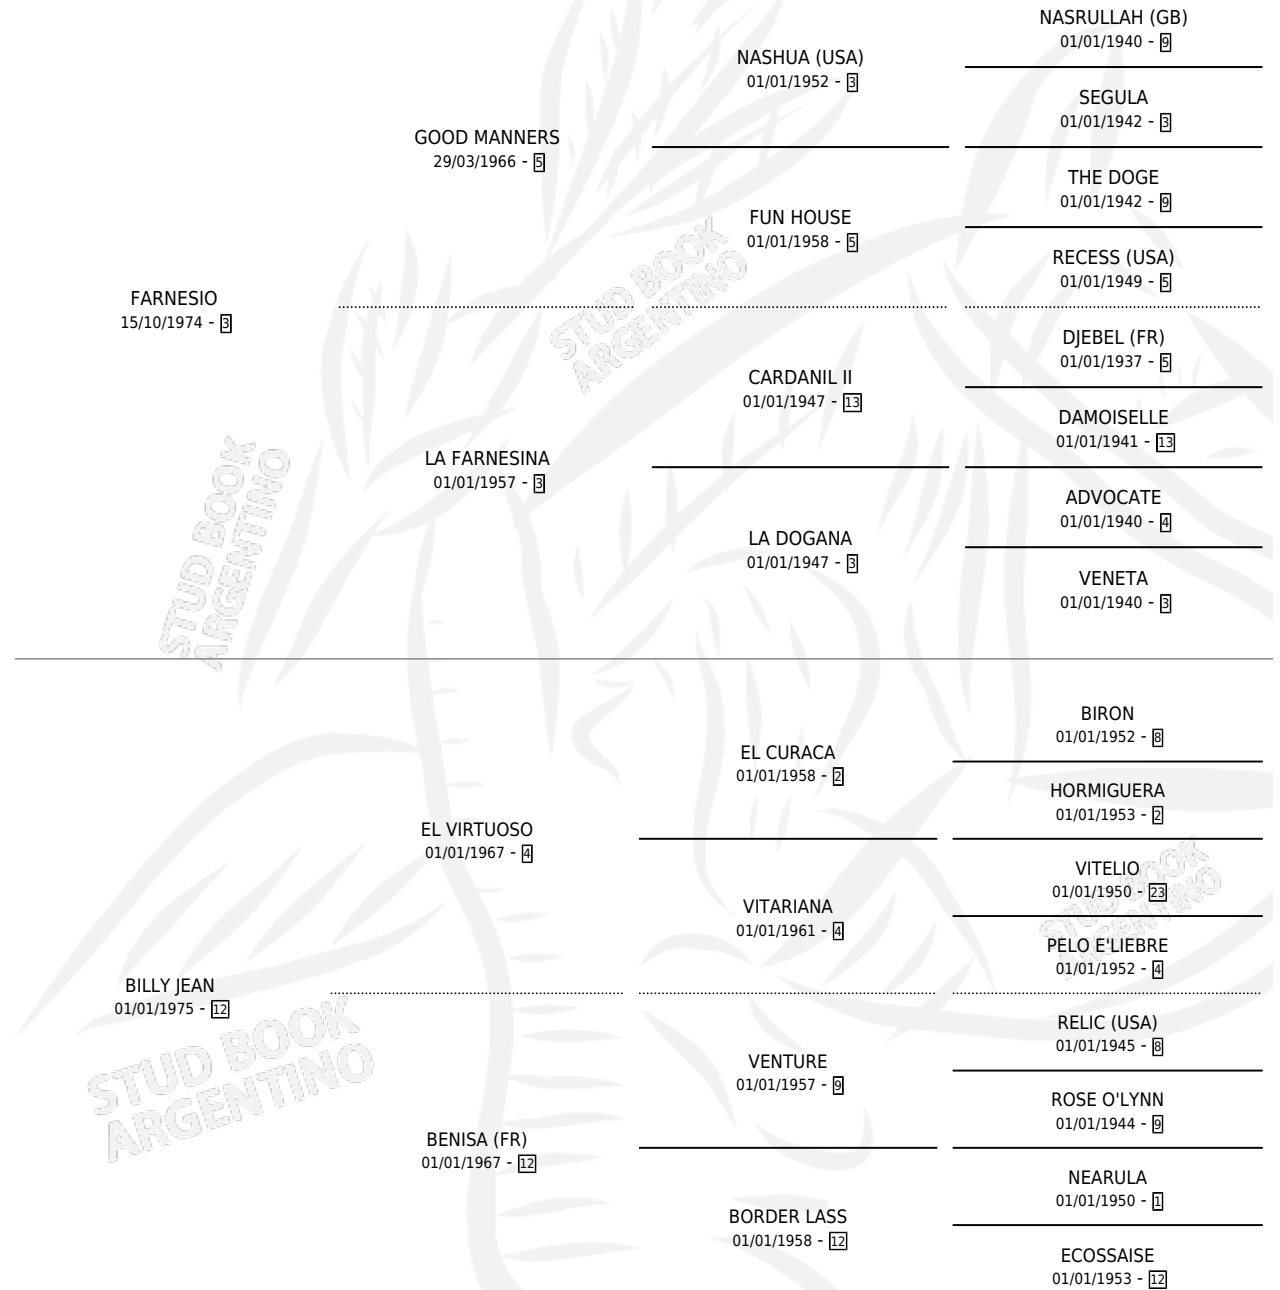 NASRULLAH (GB)
01/01/1940 - 9
NASHUA (USA)
01/01/1952 - 3
SEGULA
01/01/1942 - 3
GOOD MANNERS
29/03/1966 - 5
THE DOGE
01/01/1942 - 9
FUN HOUSE
01/01/1958 - 5
RECESS (USA)
01/01/1949 - 5
FARNESIO
15/10/1974 - 3
DJEBEL (FR)
01/01/1937 - 5
CARDANIL II
01/01/1947 - 13
DAMOISELLE
01/01/1941 - 13
LA FARNESINA
01/01/1957 - 3
ADVOCATE
01/01/1940 - 4
LA DOGANA
01/01/1947 - 3
VENETA
01/01/1940 - 3
BIRON
01/01/1952 - 8
EL CURACA
01/01/1958 - 2
HORMIGUERA
01/01/1953 - 2
EL VIRTUOSO
01/01/1967 - 4
VITELIO
01/01/1950 - 23
VITARIANA
01/01/1961 - 4
PELO E'LIEBRE
01/01/1952 - 4
BILLY JEAN
01/01/1975 - 12
RELIC (USA)
01/01/1945 - 8
VENTURE
01/01/1957 - 9
ROSE O'LYNN
01/01/1944 - 9
BENISA (FR)
01/01/1967 - 12
NEARULA
01/01/1950 - 1
BORDER LASS
01/01/1958 - 12
ECOSSAISE
01/01/1953 - 12
STUD BOOK
ARGENTINO
STUD BOOK
ARGENTINO
STUD BOOK
ARGENTINO
STUD BOOK
ARGENTINO